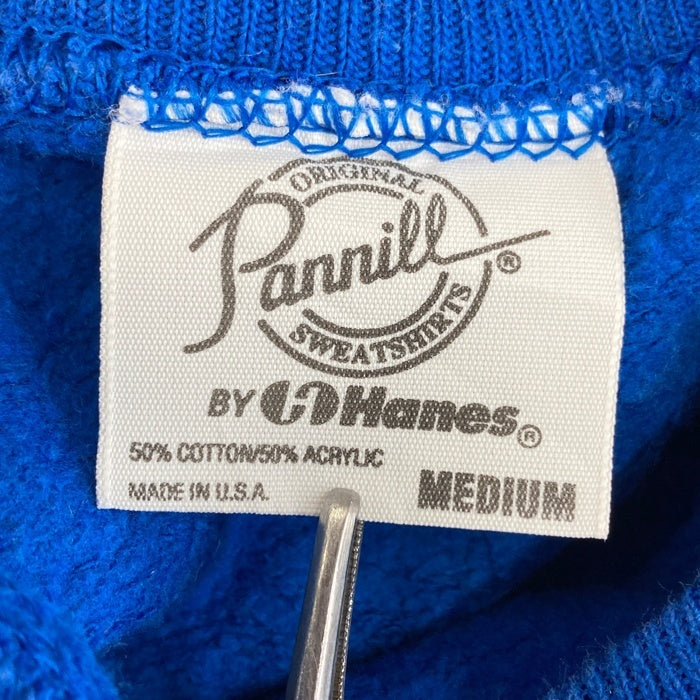 ORIGINAL
Pannill ®
SWEATSHIRTS
BY Hanes®
50% COTTON/50% ACRYLIC
MADE IN U.S.A.
MEDIUM